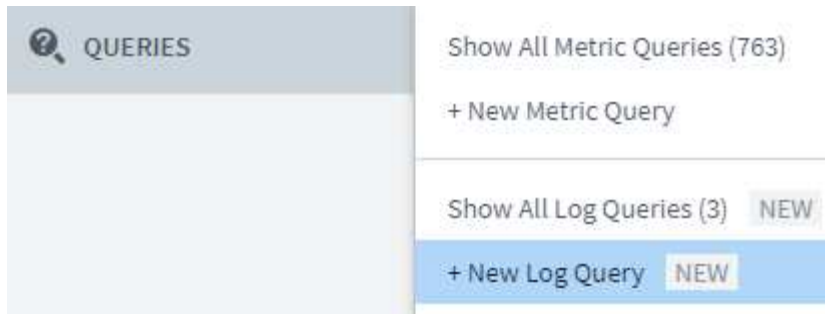 QUERIES
Show All Metric Queries (763)
+ New Metric Query
Show All Log Queries (3) NEW
+ New Log Query NEW